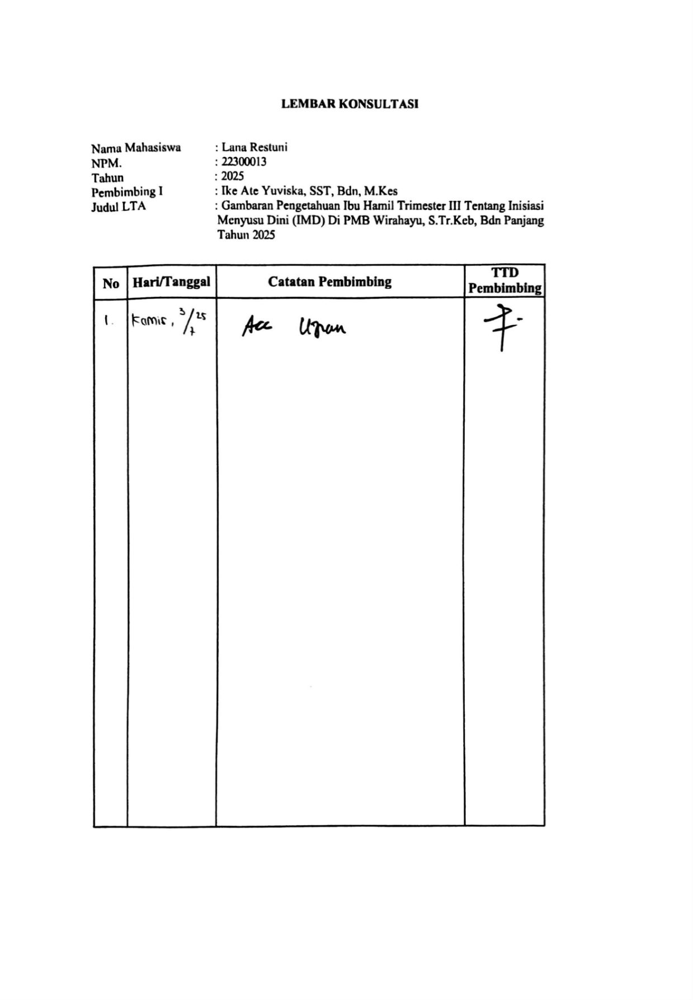 LEMBAR KONSULTASI
Nama Mahasiswa : Lana Restuni
NPM. : 22300013
Tahun : 2025
Pembimbing I : Ike Ate Yuviska, SST, Bdn, M.Kes
Judul LTA : Gambaran Pengetahuan Ibu Hamil Trimester III Tentang Inisiasi
Menyusu Dini (IMD) Di PMB Wirahayu, S.Tr.Keb, Bdn Panjang
Tahun 2025
No Hari/Tanggal Catatan Pembimbing TTD Pembimbing
1. Kamis, 3/7 25 Acc